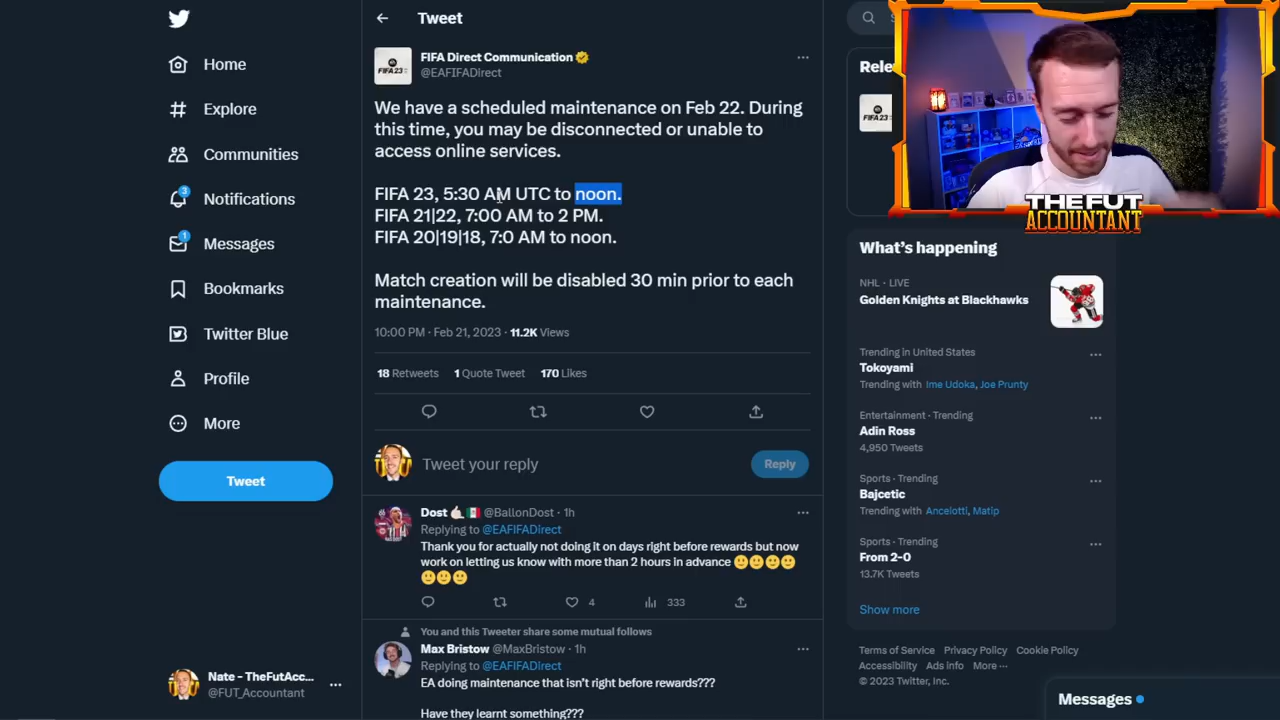 Home
Explore
Communities
3
Notifications
1
Messages
Bookmarks
Twitter Blue
Profile
More
Tweet
Nate - TheFutAcc...
@FUT_Accountant
Tweet
FIFA 23
FIFA Direct Communication
@EAFIFADirect
We have a scheduled maintenance on Feb 22. During
this time, you may be disconnected or unable to
access online services.
FIFA 23, 5:30 AM UTC to noon.
FIFA 21|22, 7:00 AM to 2 PM.
FIFA 20|19|18, 7:0 AM to noon.
Match creation will be disabled 30 min prior to each
maintenance.
10:00 PM · Feb 21, 2023 · 11.2K Views
18 Retweets 1 Quote Tweet 170 Likes
Tweet your reply
Reply
Dost @BallonDost · 1h
Replying to @EAFIFADirect
Thank you for actually not doing it on days right before rewards but now
work on letting us know with more than 2 hours in advance 🙂🙂🙂🙂
🙂🙂🙂
4 333
You and this Tweeter share some mutual follows
Max Bristow @MaxBristow · 1h
Replying to @EAFIFADirect
EA doing maintenance that isn't right before rewards???
Have they learnt something???
THE FUT
ACCOUNTANT
What's happening
NHL · LIVE
Golden Knights at Blackhawks
Trending in United States
Tokoyami
Trending with Ime Udoka, Joe Prunty
Entertainment · Trending
Adin Ross
4,950 Tweets
Sports · Trending
Bajcetic
Trending with Ancelotti, Matip
Sports · Trending
From 2-0
13.7K Tweets
Show more
Terms of Service Privacy Policy Cookie Policy
Accessibility Ads info More ···
© 2023 Twitter, Inc.
Messages